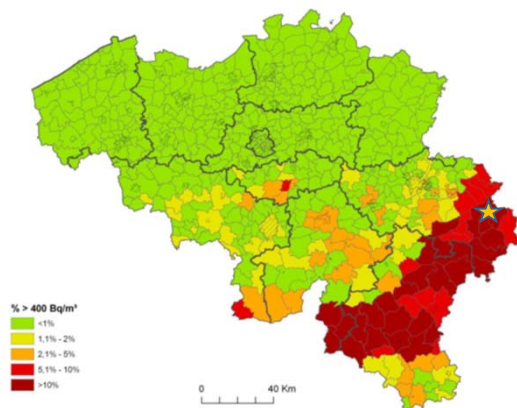 % > 400 Bq/m³
<1%
1,1% - 2%
2,1% - 5%
5,1% - 10%
>10%
0 40 Km